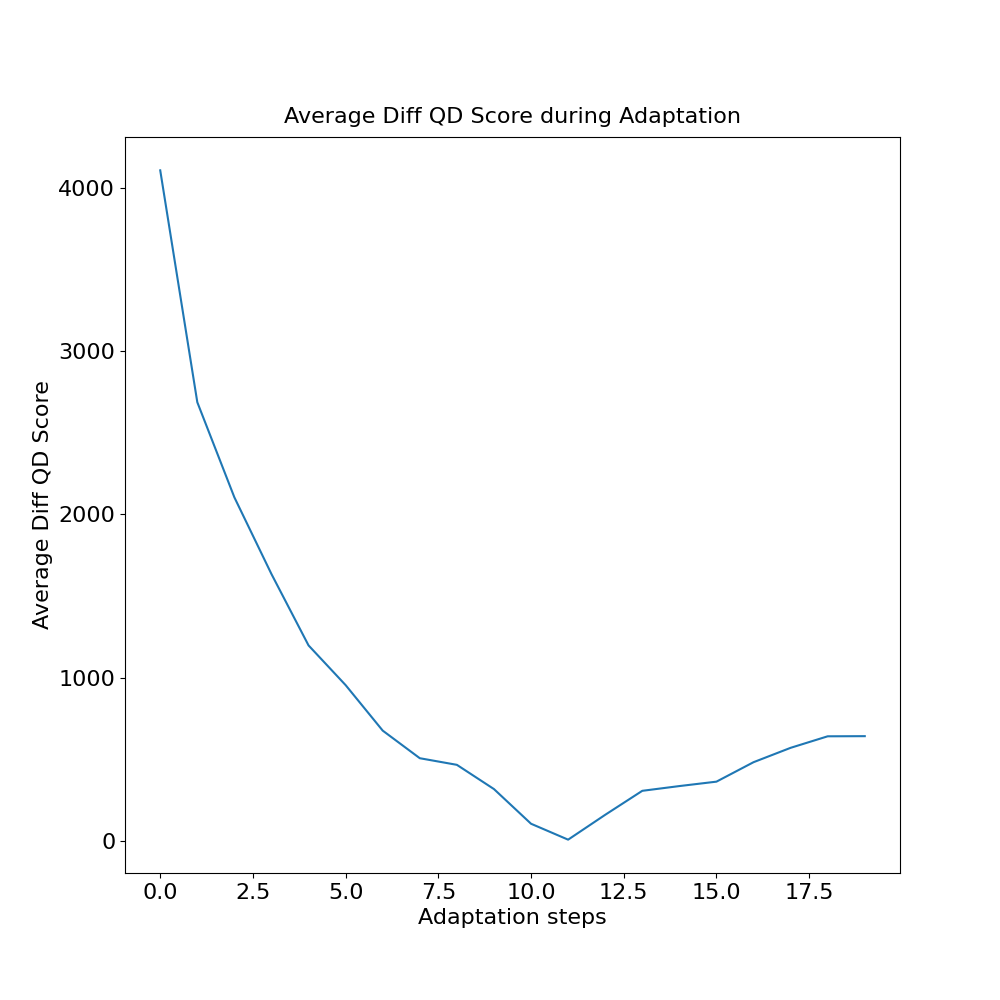 Average Diff QD Score during Adaptation
Average Diff QD Score
4000
3000
2000
1000
0
0.0 2.5 5.0 7.5 10.0 12.5 15.0 17.5
Adaptation steps